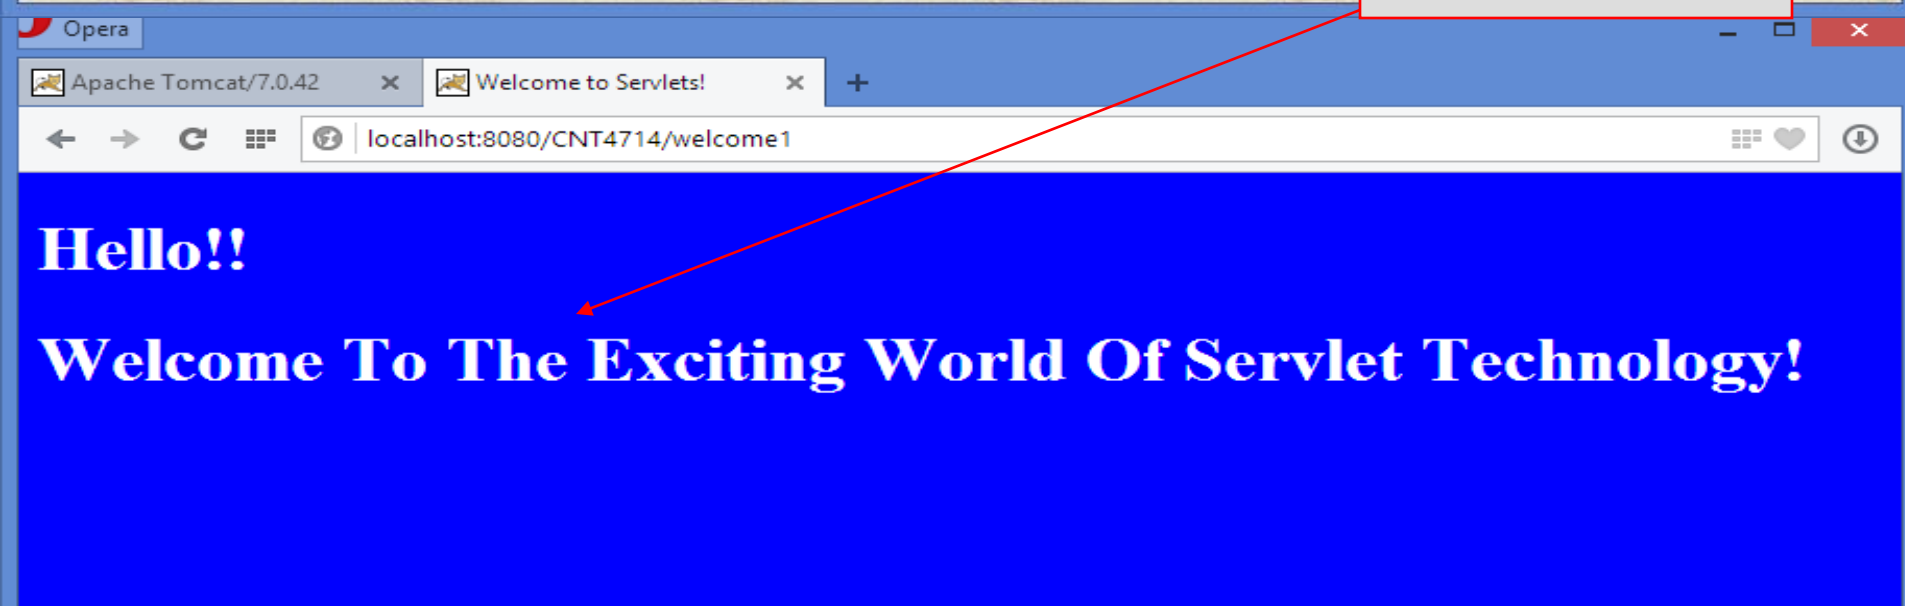 Opera
Apache Tomcat/7.0.42
Welcome to Servlets!
localhost:8080/CNT4714/welcome1
Hello!!
Welcome To The Exciting World Of Servlet Technology!